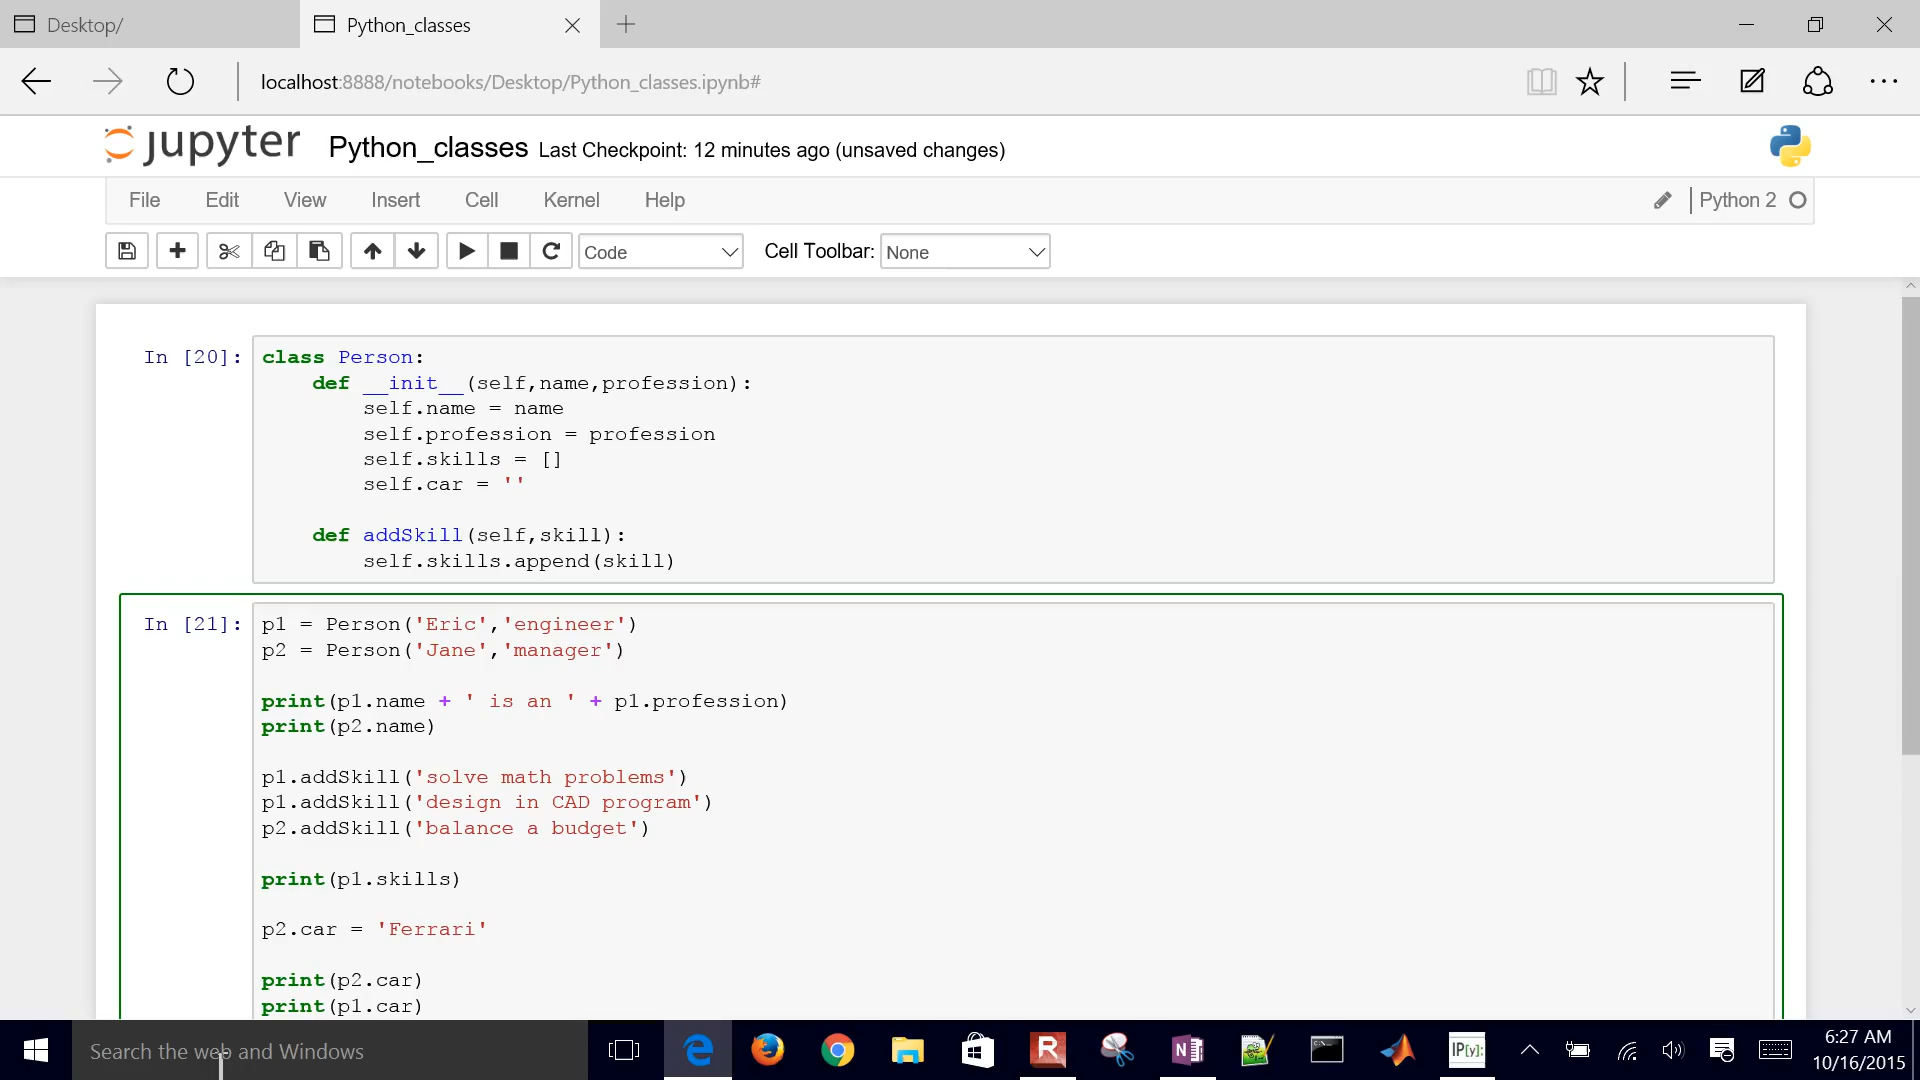 Desktop/
Python_classes
localhost:8888/notebooks/Desktop/Python_classes.ipynb#
jupyter Python_classes Last Checkpoint: 12 minutes ago (unsaved changes)
File Edit View Insert Cell Kernel Help Python 2
Code Cell Toolbar: None
In [20]: class Person:
    def __init__(self,name,profession):
        self.name = name
        self.profession = profession
        self.skills = []
        self.car = ''
    def addSkill(self,skill):
        self.skills.append(skill)
In [21]: p1 = Person('Eric','engineer')
p2 = Person('Jane','manager')
print(p1.name + ' is an ' + p1.profession)
print(p2.name)
p1.addSkill('solve math problems')
p1.addSkill('design in CAD program')
p2.addSkill('balance a budget')
print(p1.skills)
p2.car = 'Ferrari'
print(p2.car)
print(p1.car)
Search the web and Windows
R
N
IP[y]:
6:27 AM
10/16/2015